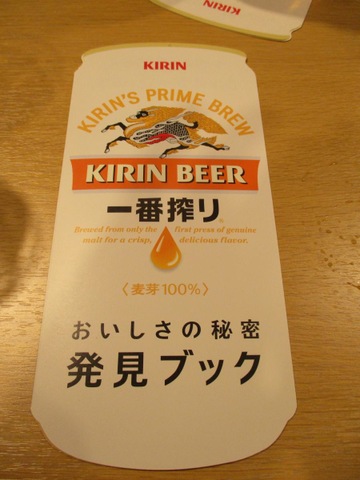 KIRIN
KIRIN
KIRIN'S PRIME BREW
KIRIN BEER
一番搾り
Brewed from only the first press of genuine
malt for a crisp, delicious flavor.
〈麦芽100%〉
おいしさの秘密
発見ブック